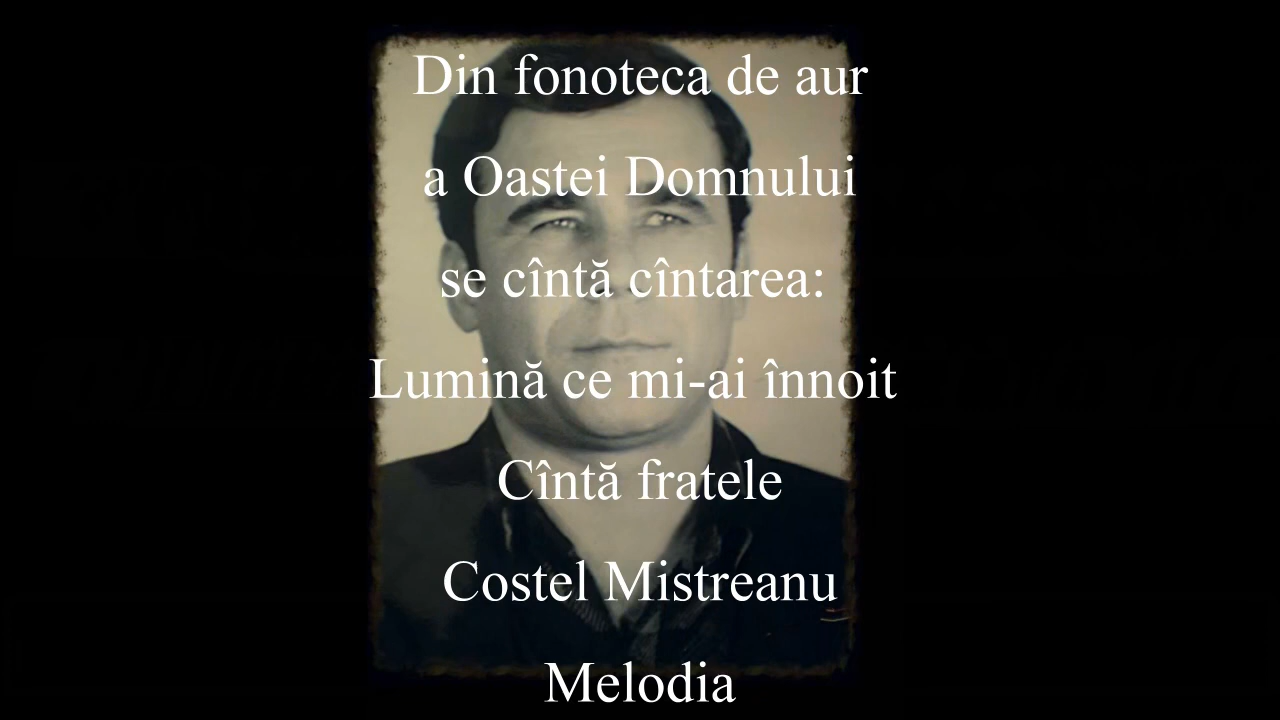 Din fonoteca de aur
a Oastei Domnului
se cîntă cîntarea:
Lumină ce mi-ai înnoit
Cîntă fratele
Costel Mistreanu
Melodia